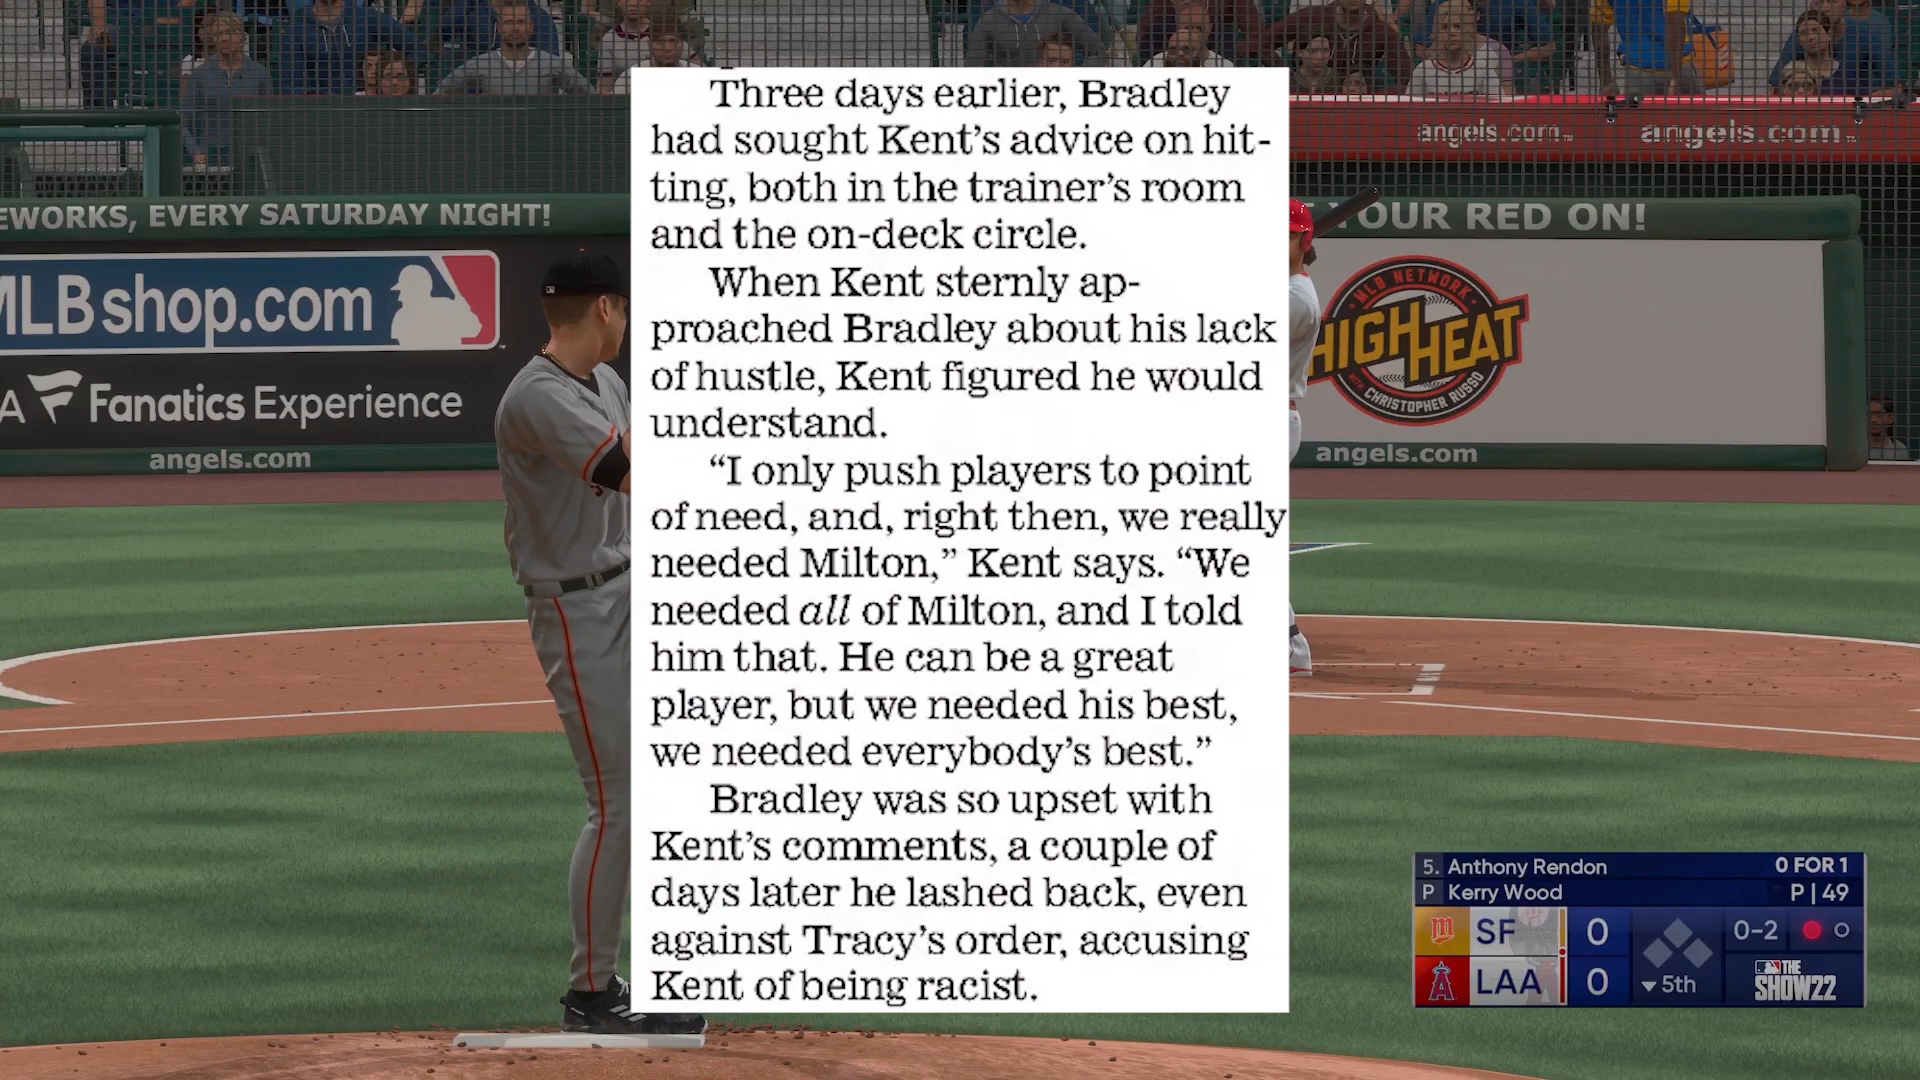 Three days earlier, Bradley
had sought Kent's advice on hit-
ting, both in the trainer's room
and the on-deck circle.
When Kent sternly ap-
proached Bradley about his lack
of hustle, Kent figured he would
understand.
“I only push players to point
of need, and, right then, we really
needed Milton,” Kent says. “We
needed all of Milton, and I told
him that. He can be a great
player, but we needed his best,
we needed everybody's best.”
Bradley was so upset with
Kent's comments, a couple of
days later he lashed back, even
against Tracy's order, accusing
Kent of being racist.
angels.com
angels.com
EWORKS, EVERY SATURDAY NIGHT!
YOUR RED ON!
MLBshop.com
A Fanatics Experience
angels.com
MLB NETWORK
HIGH HEAT
WITH CHRISTOPHER RUSSO
angels.com
5. Anthony Rendon 0 FOR 1
P Kerry Wood P | 49
m SF 0 0-2
A LAA 0 5th
MLB THE SHOW22